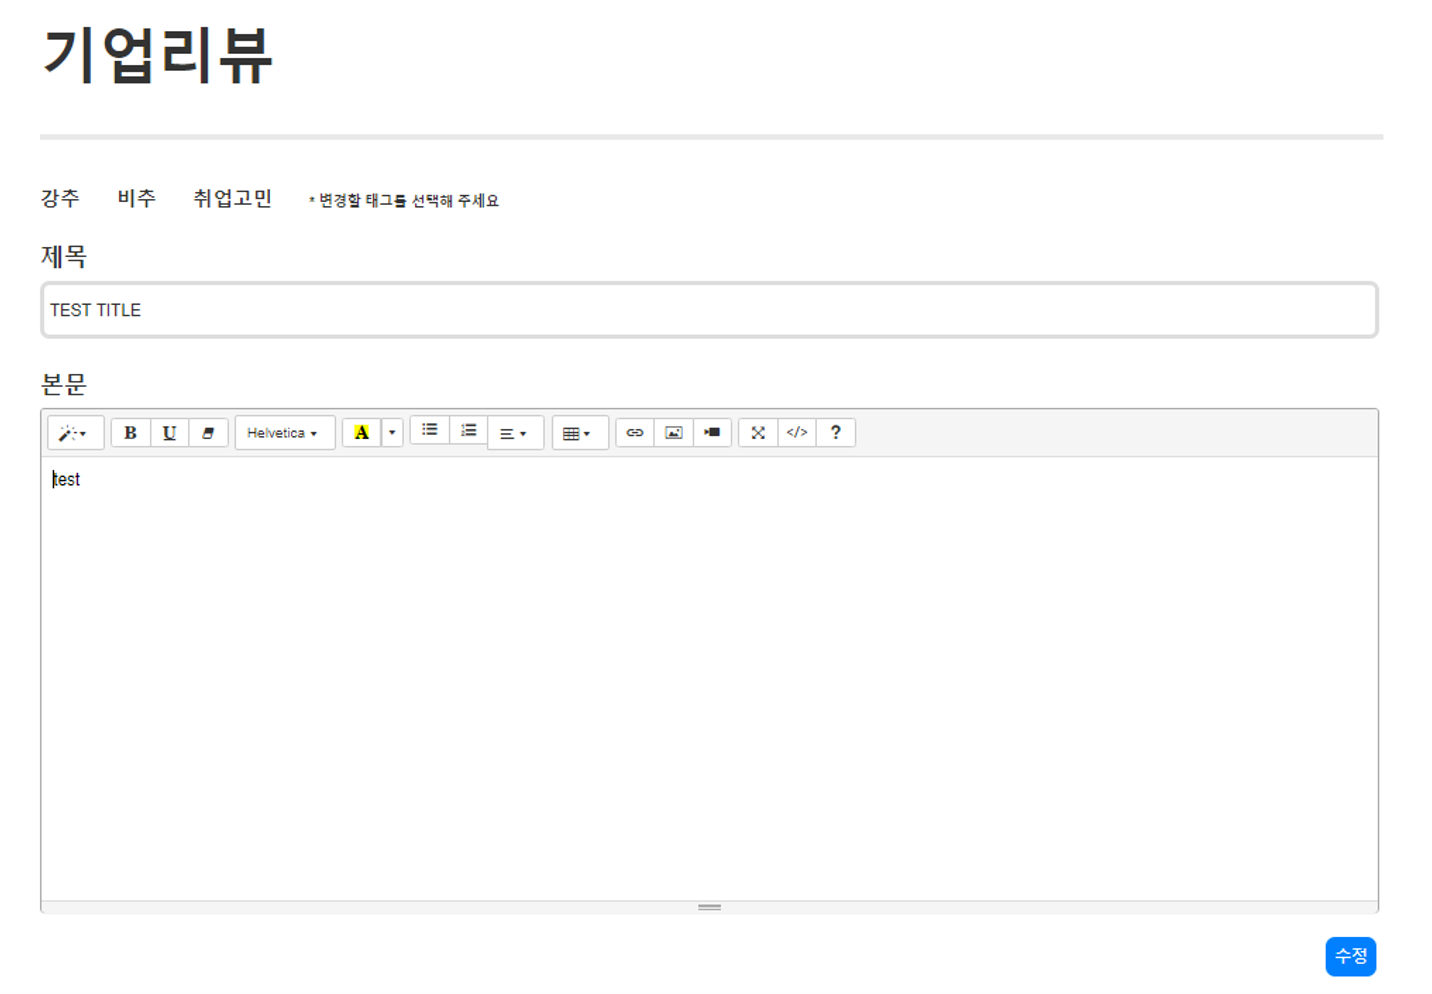 기업리뷰
강추 비추 취업고민 * 변경할 태그를 선택해 주세요
제목
TEST TITLE
본문
B U Helvetica A </> ?
test
수정